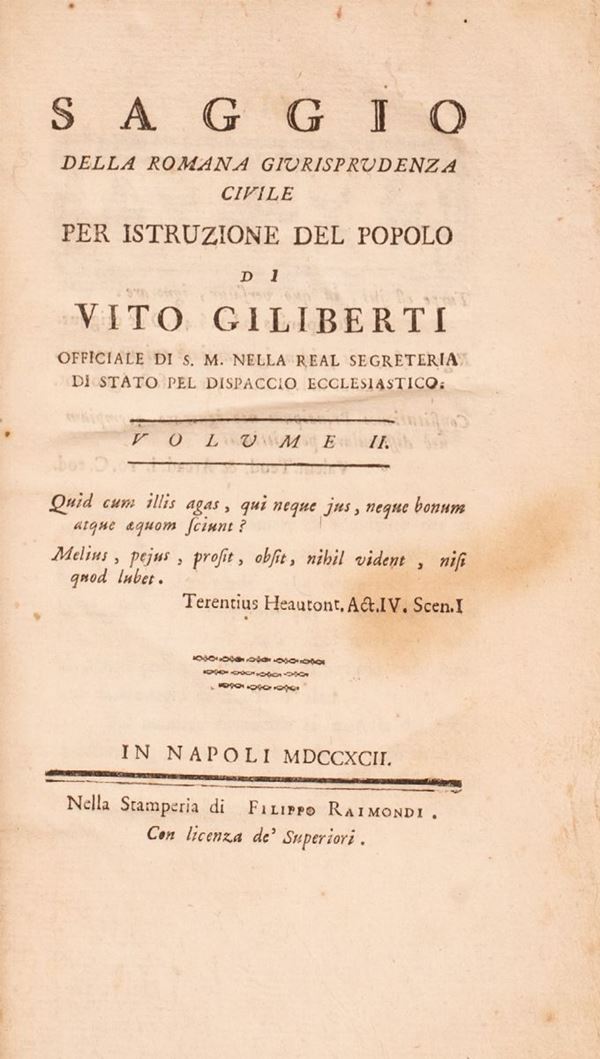 SAGGIO
DELLA ROMANA GIVRISPRVDENZA
CIVILE
PER ISTRUZIONE DEL POPOLO
DI
VITO GILIBERTI
OFFICIALE DI S. M. NELLA REAL SEGRETERIA
DI STATO PEL DISPACCIO ECCLESIASTICO.
VOLVME II.
Quid cum illis agas, qui neque jus, neque bonum
atque æquom ſciunt?
Melius, pejus, proſit, obſit, nihil vident, niſi
quod lubet.
Terentius Heautont. Act. IV. Scen. I
IN NAPOLI MDCCXCII.
Nella Stamperia di FILIPPO RAIMONDI.
Con licenza de' Superiori.